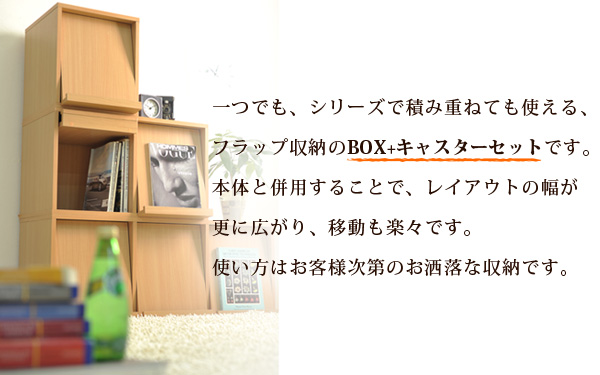 一つでも、シリーズで積み重ねても使える、
フラップ収納のBOX+キャスターセットです。
本体と併用することで、レイアウトの幅が
更に広がり、移動も楽々です。
使い方はお客様次第のお洒落な収納です。
VOGUE